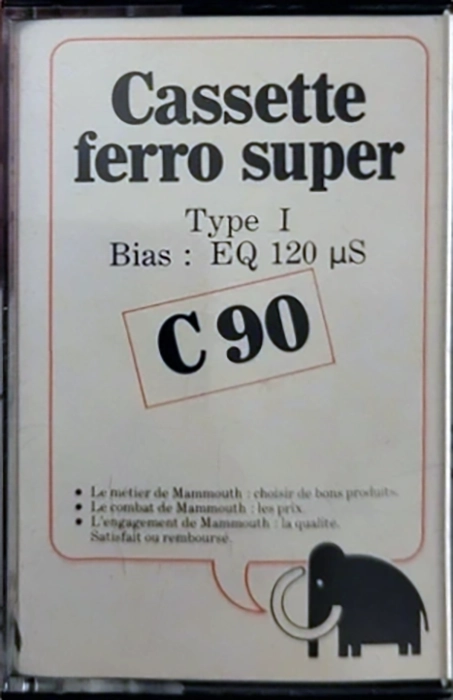 Cassette
ferro super
Type I
Bias : EQ 120 µS
C 90
• Le métier de Mammouth : choisir de bons produits.
• Le combat de Mammouth : les prix.
• L'engagement de Mammouth : la qualité.
Satisfait ou remboursé.